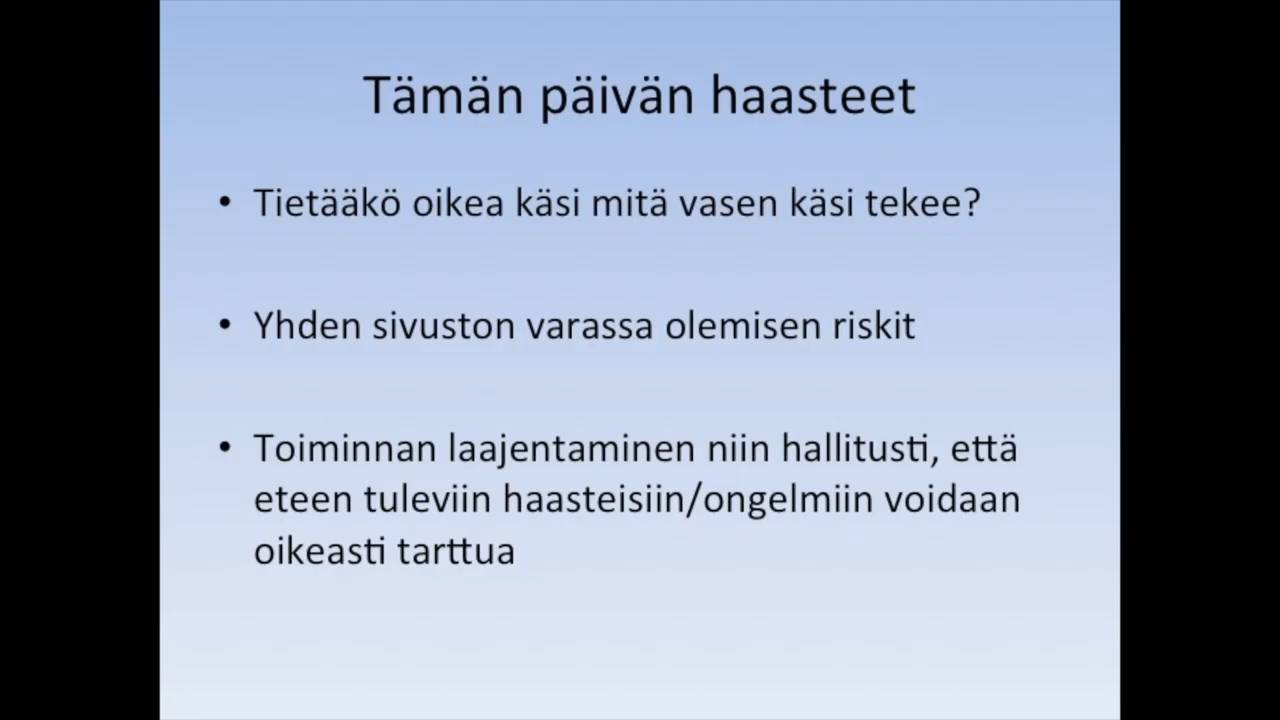 Tämän päivän haasteet
• Tietääkö oikea käsi mitä vasen käsi tekee?
• Yhden sivuston varassa olemisen riskit
• Toiminnan laajentaminen niin hallitusti, että
eteen tuleviin haasteisiin/ongelmiin voidaan
oikeasti tarttua